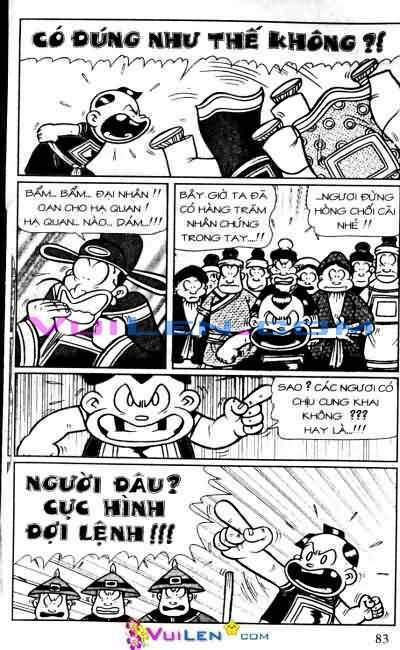 CÓ ĐÚNG NHƯ THẾ KHÔNG?!
BẨM... BẨM... ĐẠI NHÂN!!
OAN CHO HẠ QUAN!
HẠ QUAN... NÀO... DÁM...!!!
BÂY GIỜ TA ĐÃ
CÓ HÀNG TRĂM
NHÂN CHỨNG
TRONG TAY....!!
...NGƯƠI ĐỪNG
HÒNG CHỐI CÃI
NHÉ!!
VuiLen.com
SAO? CÁC NGƯƠI CÓ
CHỊU CUNG KHAI
KHÔNG ???
HAY LÀ...!!!
NGƯỜI ĐÂU?
CỰC HÌNH
ĐỢI LỆNH!!!
83
VuiLen.com